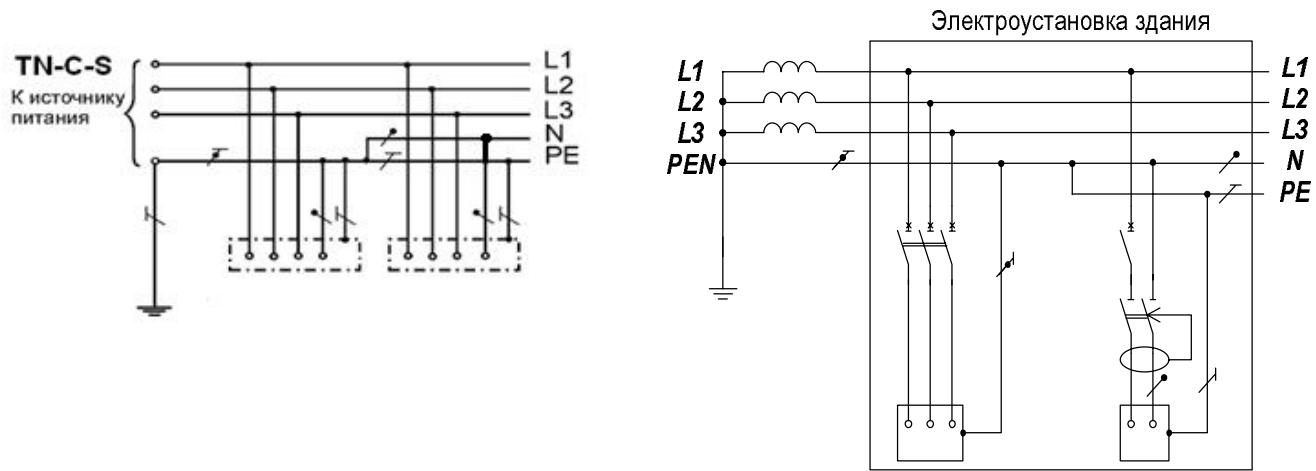 TN-C-S
К источнику
питания
L1
L2
L3
N
PE
Электроустановка здания
L1
L2
L3
PEN
L1
L2
L3
N
PE